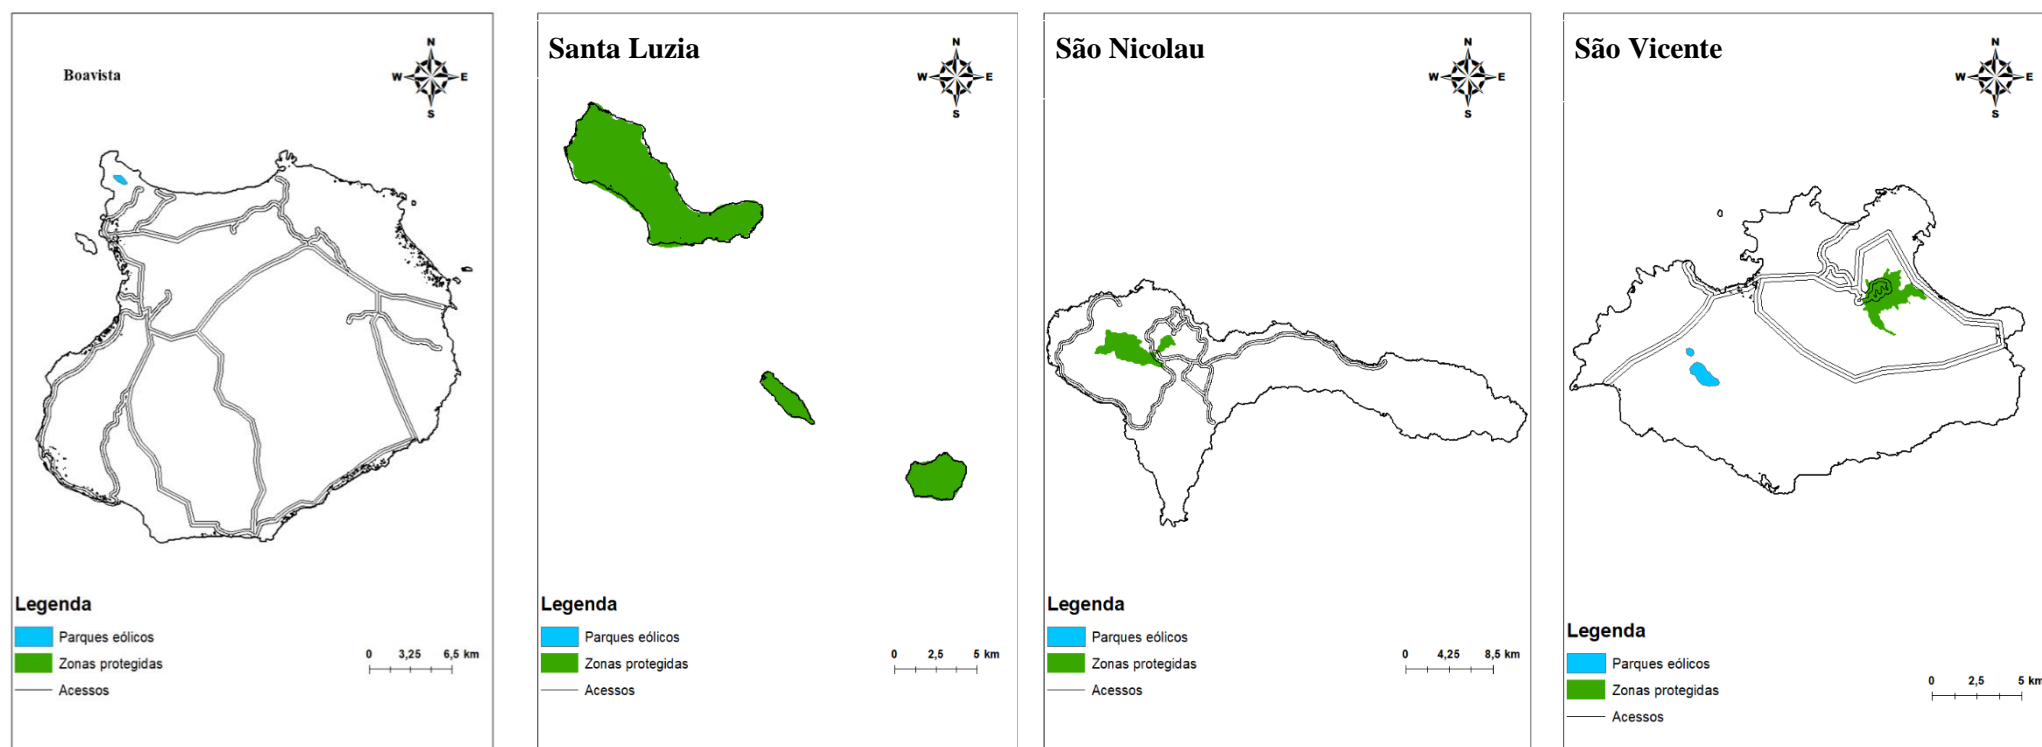 Boavista
N
W E
S
Legenda
Parques eólicos
Zonas protegidas
Acessos
0 3,25 6,5 km
Santa Luzia
N
W E
S
Legenda
Parques eólicos
Zonas protegidas
Acessos
0 2,5 5 km
São Nicolau
N
W E
S
Legenda
Parques eólicos
Zonas protegidas
Acessos
0 4,25 8,5 km
São Vicente
N
W E
S
Legenda
Parques eólicos
Zonas protegidas
Acessos
0 2,5 5 km